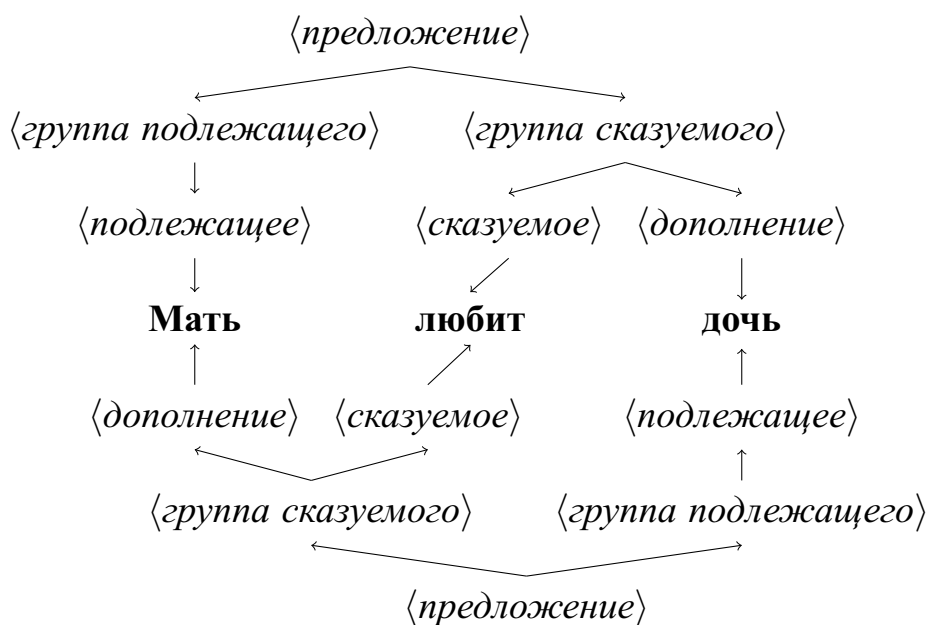 ⟨предложение⟩
⟨группа подлежащего⟩ ⟨группа сказуемого⟩
⟨подлежащее⟩ ⟨сказуемое⟩ ⟨дополнение⟩
Мать любит дочь
⟨дополнение⟩ ⟨сказуемое⟩ ⟨подлежащее⟩
⟨группа сказуемого⟩ ⟨группа подлежащего⟩
⟨предложение⟩